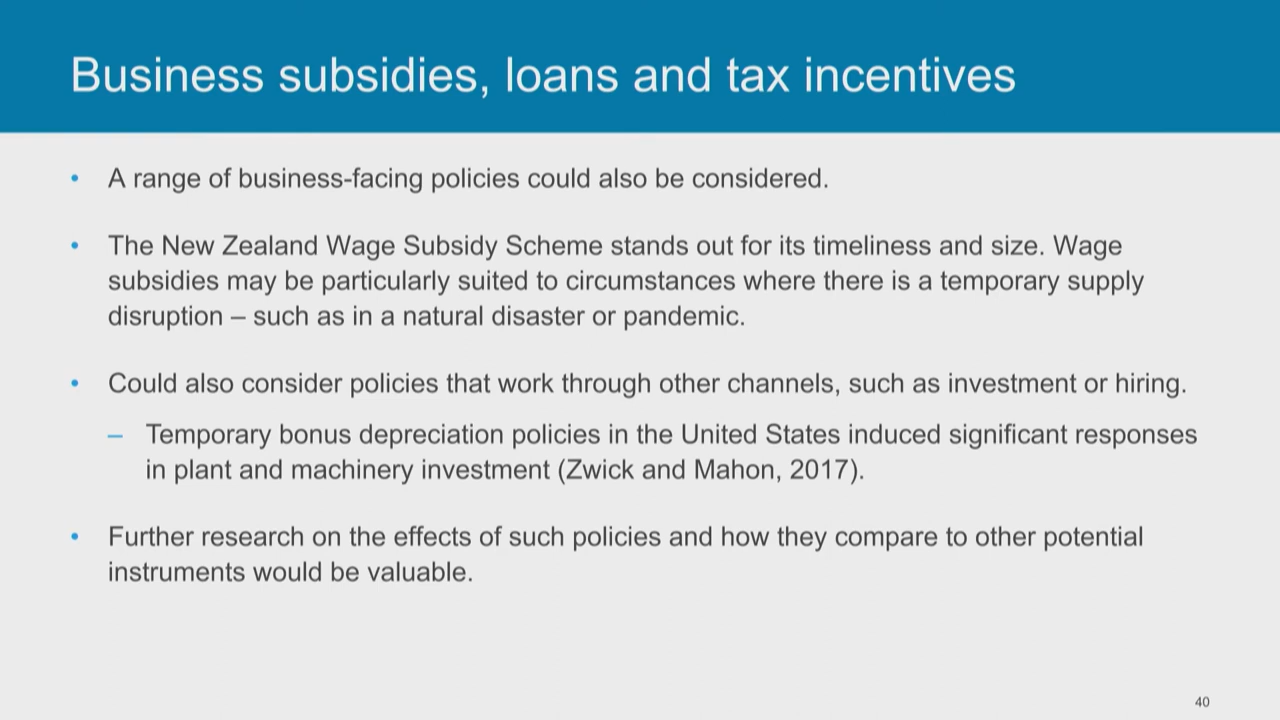 Business subsidies, loans and tax incentives
• A range of business-facing policies could also be considered.
• The New Zealand Wage Subsidy Scheme stands out for its timeliness and size. Wage
subsidies may be particularly suited to circumstances where there is a temporary supply
disruption – such as in a natural disaster or pandemic.
• Could also consider policies that work through other channels, such as investment or hiring.
– Temporary bonus depreciation policies in the United States induced significant responses
in plant and machinery investment (Zwick and Mahon, 2017).
• Further research on the effects of such policies and how they compare to other potential
instruments would be valuable.
40